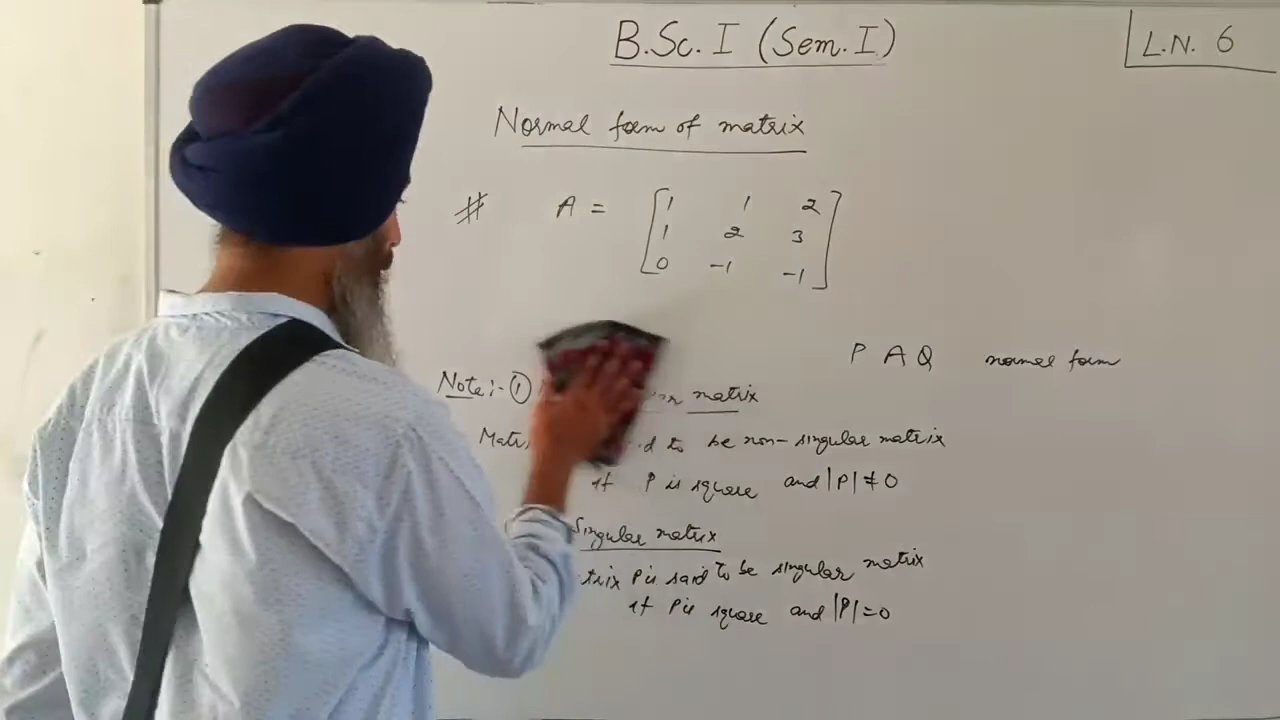 B.Sc. I (Sem. I)
L.N. 6
Normal form of matrix
# A = [1 1 2
1 2 3
0 -1 -1]
P A Q normal form
Note:- ① matrix
to be non-singular matrix
if P is square and |P| ≠ 0
Singular matrix
P is said to be singular matrix
if P is square and |P| = 0